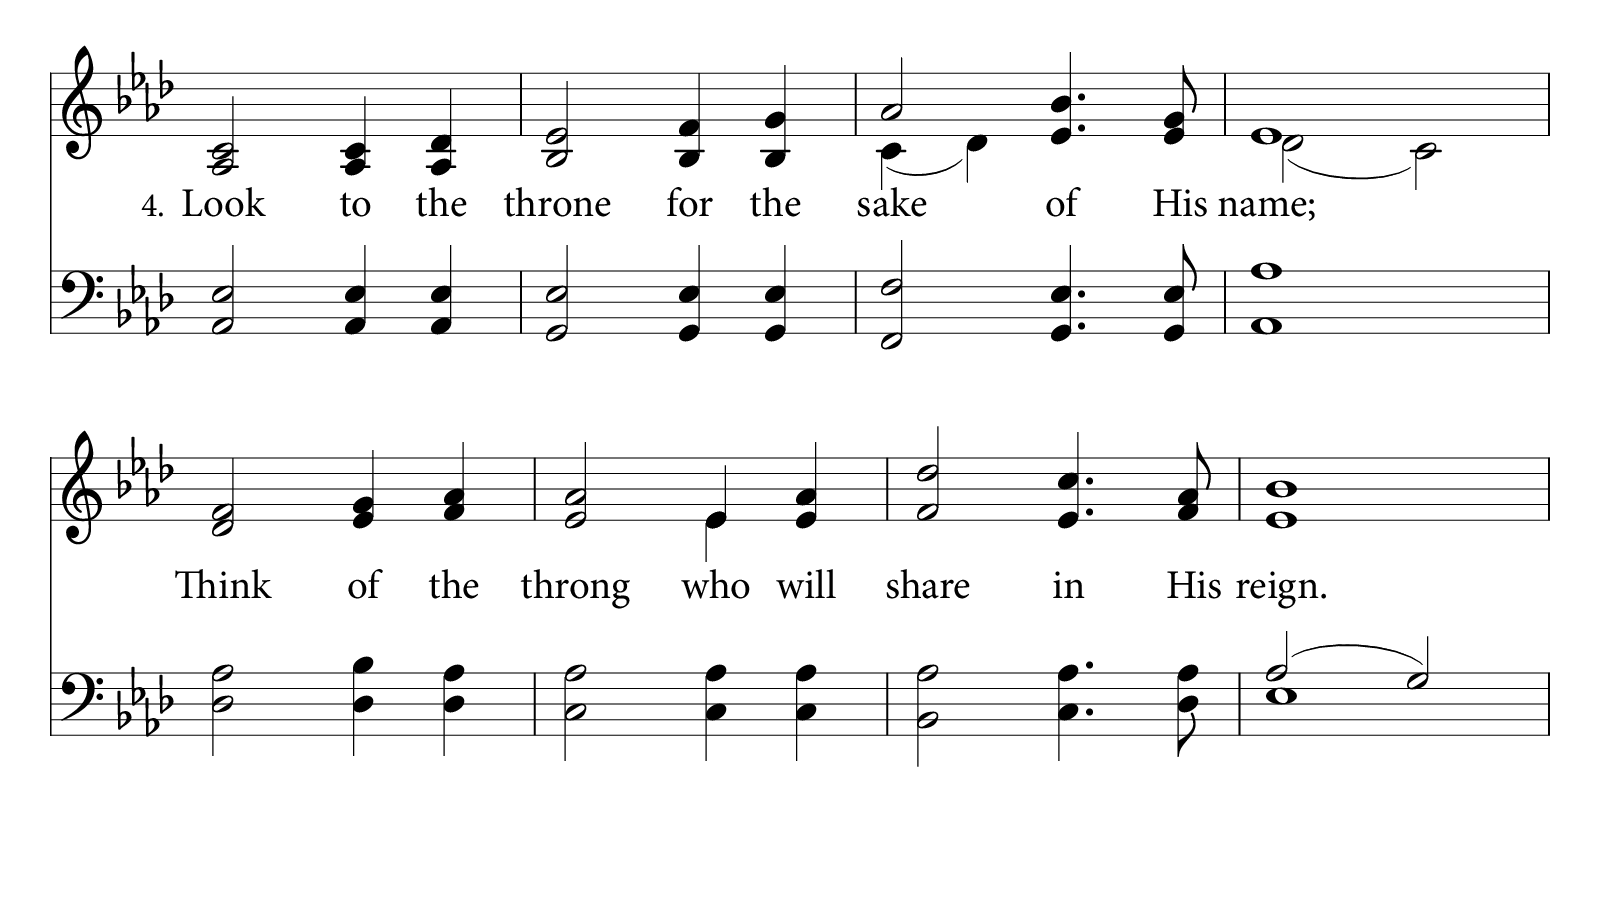 4. Look to the throne for the sake of His name;
Think of the throng who will share in His reign.